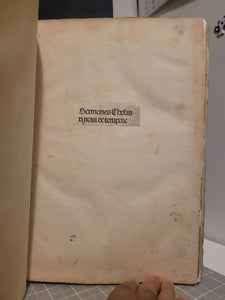 Sermones Thesau
ri noui de tempore